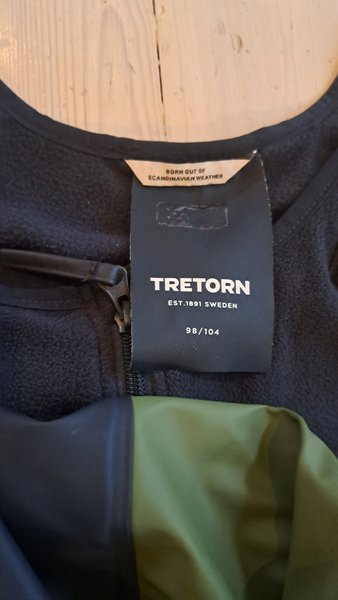 BORN OUT OF
SCANDINAVIAN WEATHER
TRETORN
EST.1891 SWEDEN
98/104